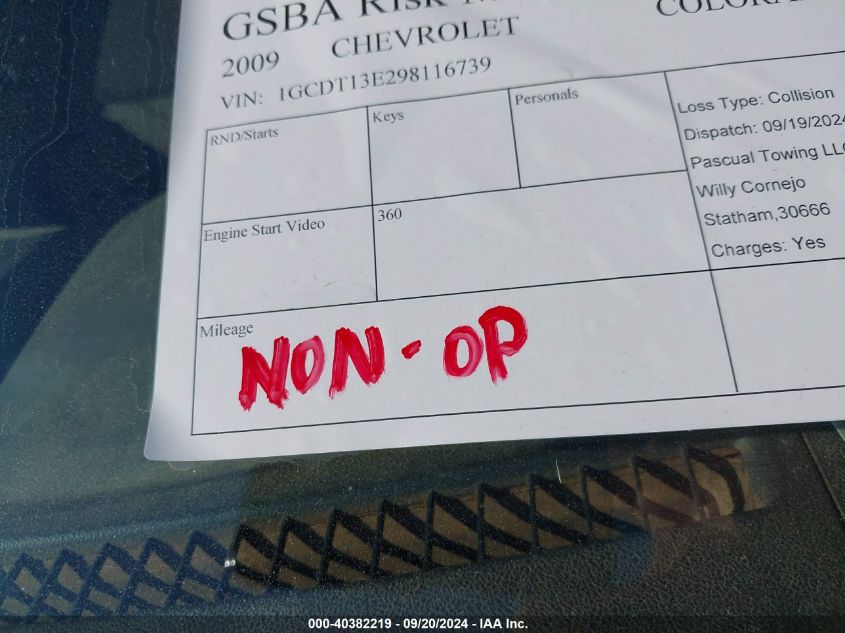 GSBA Risk
2009 CHEVROLET
VIN: 1GCDT13E298116739
RND/Starts
Keys
Personals
Loss Type: Collision
Dispatch: 09/19/2024
Pascual Towing LLC
Willy Cornejo
Statham,30666
Charges: Yes
Engine Start Video
360
Mileage
NON-OP
000-40382219 - 09/20/2024 - IAA Inc.